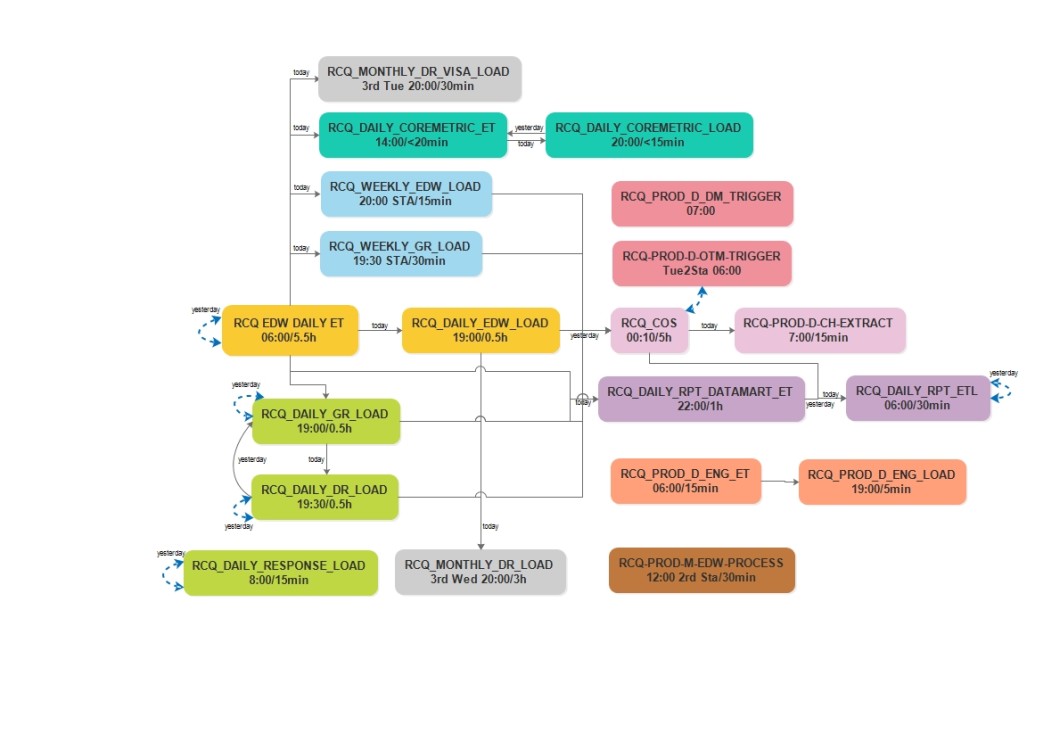 today
RCQ_MONTHLY_DR_VISA_LOAD
3rd Tue 20:00/30min
today
RCQ_DAILY_COREMETRIC_ET
14:00/<20min
yesterday
today
RCQ_DAILY_COREMETRIC_LOAD
20:00/<15min
today
RCQ_WEEKLY_EDW_LOAD
20:00 STA/15min
RCQ_PROD_D_DM_TRIGGER
07:00
today
RCQ_WEEKLY_GR_LOAD
19:30 STA/30min
RCQ-PROD-D-OTM-TRIGGER
Tue2Sta 06:00
yesterday
RCQ EDW DAILY ET
06:00/5.5h
today
RCQ_DAILY_EDW_LOAD
19:00/0.5h
yesterday
RCQ_COS
00:10/5h
today
RCQ-PROD-D-CH-EXTRACT
7:00/15min
yesterday
RCQ_DAILY_GR_LOAD
19:00/0.5h
today
RCQ_DAILY_RPT_DATAMART_ET
22:00/1h
today
yesterday
RCQ_DAILY_RPT_ETL
06:00/30min
yesterday
yesterday
today
RCQ_DAILY_DR_LOAD
19:30/0.5h
yesterday
RCQ_PROD_D_ENG_ET
06:00/15min
RCQ_PROD_D_ENG_LOAD
19:00/5min
today
yesterday
RCQ_DAILY_RESPONSE_LOAD
8:00/15min
RCQ_MONTHLY_DR_LOAD
3rd Wed 20:00/3h
RCQ-PROD-M-EDW-PROCESS
12:00 2rd Sta/30min